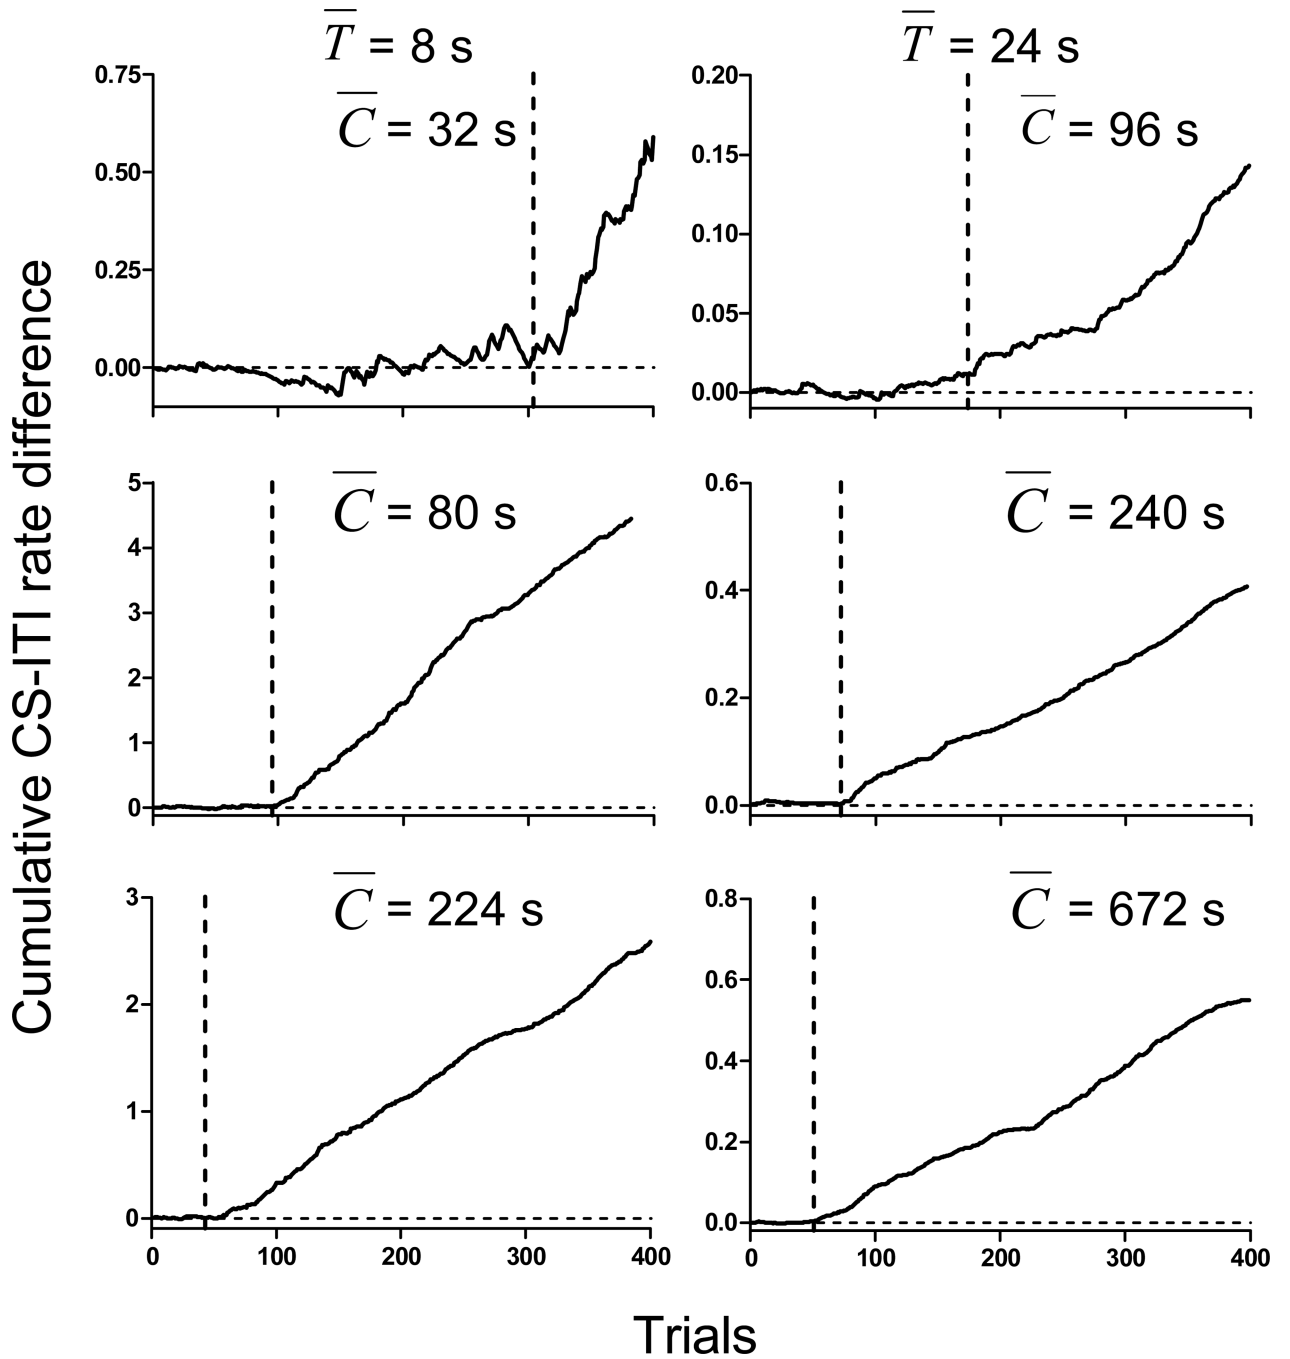 T = 8 s
T = 24 s
C = 32 s
C = 96 s
0.75
0.50
0.25
0.00
0.20
0.15
0.10
0.05
0.00
C = 80 s
C = 240 s
5
4
3
2
1
0
0.6
0.4
0.2
0.0
C = 224 s
C = 672 s
3
2
1
0
0.8
0.6
0.4
0.2
0.0
0 100 200 300 400
0 100 200 300 400
Cumulative CS-ITI rate difference
Trials